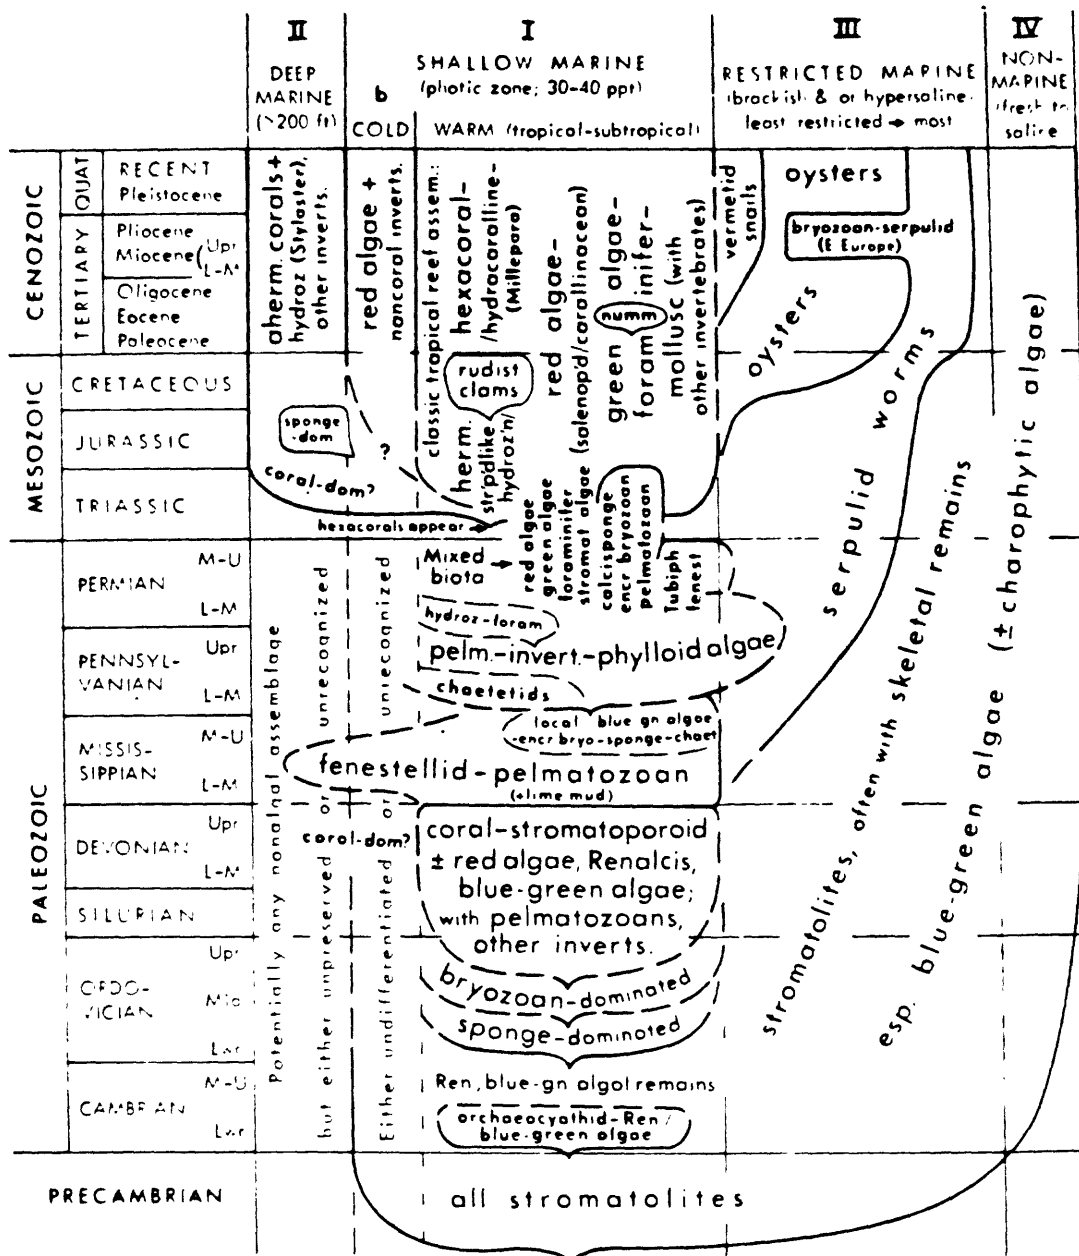 II
DEEP
MARINE
(>200 ft)
I
SHALLOW MARINE
(photic zone; 30-40 ppt)
b
COLD
WARM (tropical-subtropical)
III
RESTRICTED MARINE
(brackish & or hypersaline.
least restricted → most
IV
NON-
MARINE
(fresh to
saline
CENOZOIC
QUAT
RECENT
Pleistocene
TERTIARY
Pliocene
Miocene (Upr
L-M
Oligocene
Eocene
Paleocene
MESOZOIC
CRETACEOUS
JURASSIC
TRIASSIC
PALEOZOIC
PERMIAN
M-U
L-M
PENNSYL-
VANIAN
Upr
L-M
MISSIS-
SIPPIAN
M-U
L-M
DEVONIAN
Upr
L-M
SILURIAN
ORDO-
VICIAN
Upr
Mid
Lwr
CAMBRIAN
M-U
Lwr
PRECAMBRIAN
aherm. corals+
hydroz (Stylaster),
other inverts.
sponge
-dom
coral-dom?
hexacorals appear →
Potentially any nonalgal assemblage
but either unpreserved or unrecognized
coral-dom?
red algae +
noncoral inverts.
?
Either undifferentiated or unrecognized
classic tropical reef assem.:
hexacoral-
/hydrocoralline-
(Millepora)
rudist
clams
herm.
strp'dlike
hydroz'n/
red algae-
(solenop'd/corallinacean)
green algae-
foraminifer-
numm
mollusc (with
other invertebrates)
red algae
green algae
foraminifer
stromat algae
calcisponge
encr bryozoan
pelmatozoan
Tubiph
fenest
Mixed →
biota
hydroz-foram
pelm.-invert.-phylloid algae
chaetetids
local blue gn algae
-encr bryo-sponge-chaet
fenestellid-pelmatozoan
(+lime mud)
coral-stromatoporoid
± red algae, Renalcis,
blue-green algae;
with pelmatozoans,
other inverts.
bryozoan-dominated
sponge-dominated
Ren, blue-gn algal remains
archaeocyathid-Ren/
blue-green algae
all stromatolites
vermetid
snails
oysters
bryozoan-serpulid
(E Europe)
oysters
serpulid worms
stromatolites, often with skeletal remains
esp. blue-green algae (± charophytic algae)